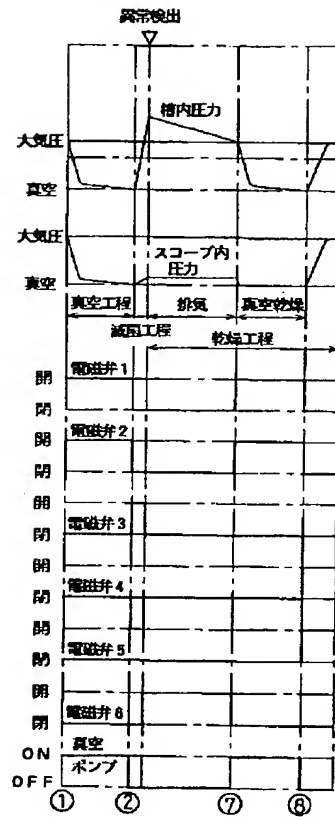 異常検出
槽内圧力
大気圧
真空
大気圧
スコープ内
圧力
真空
真空工程
排気
真空乾燥
滅菌工程
乾燥工程
開
電磁弁1
閉
開
電磁弁2
閉
開
電磁弁3
閉
開
電磁弁4
閉
開
電磁弁5
閉
開
電磁弁6
閉
真空
ON
ポンプ
OFF
① ② ⑦ ⑧